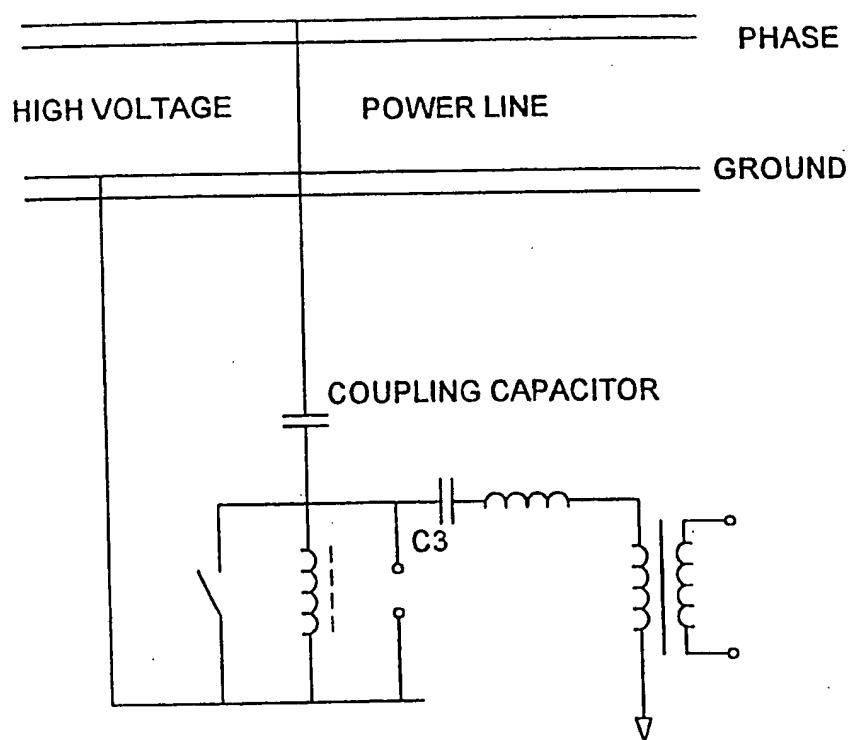 PHASE
HIGH VOLTAGE
POWER LINE
GROUND
COUPLING CAPACITOR
C3